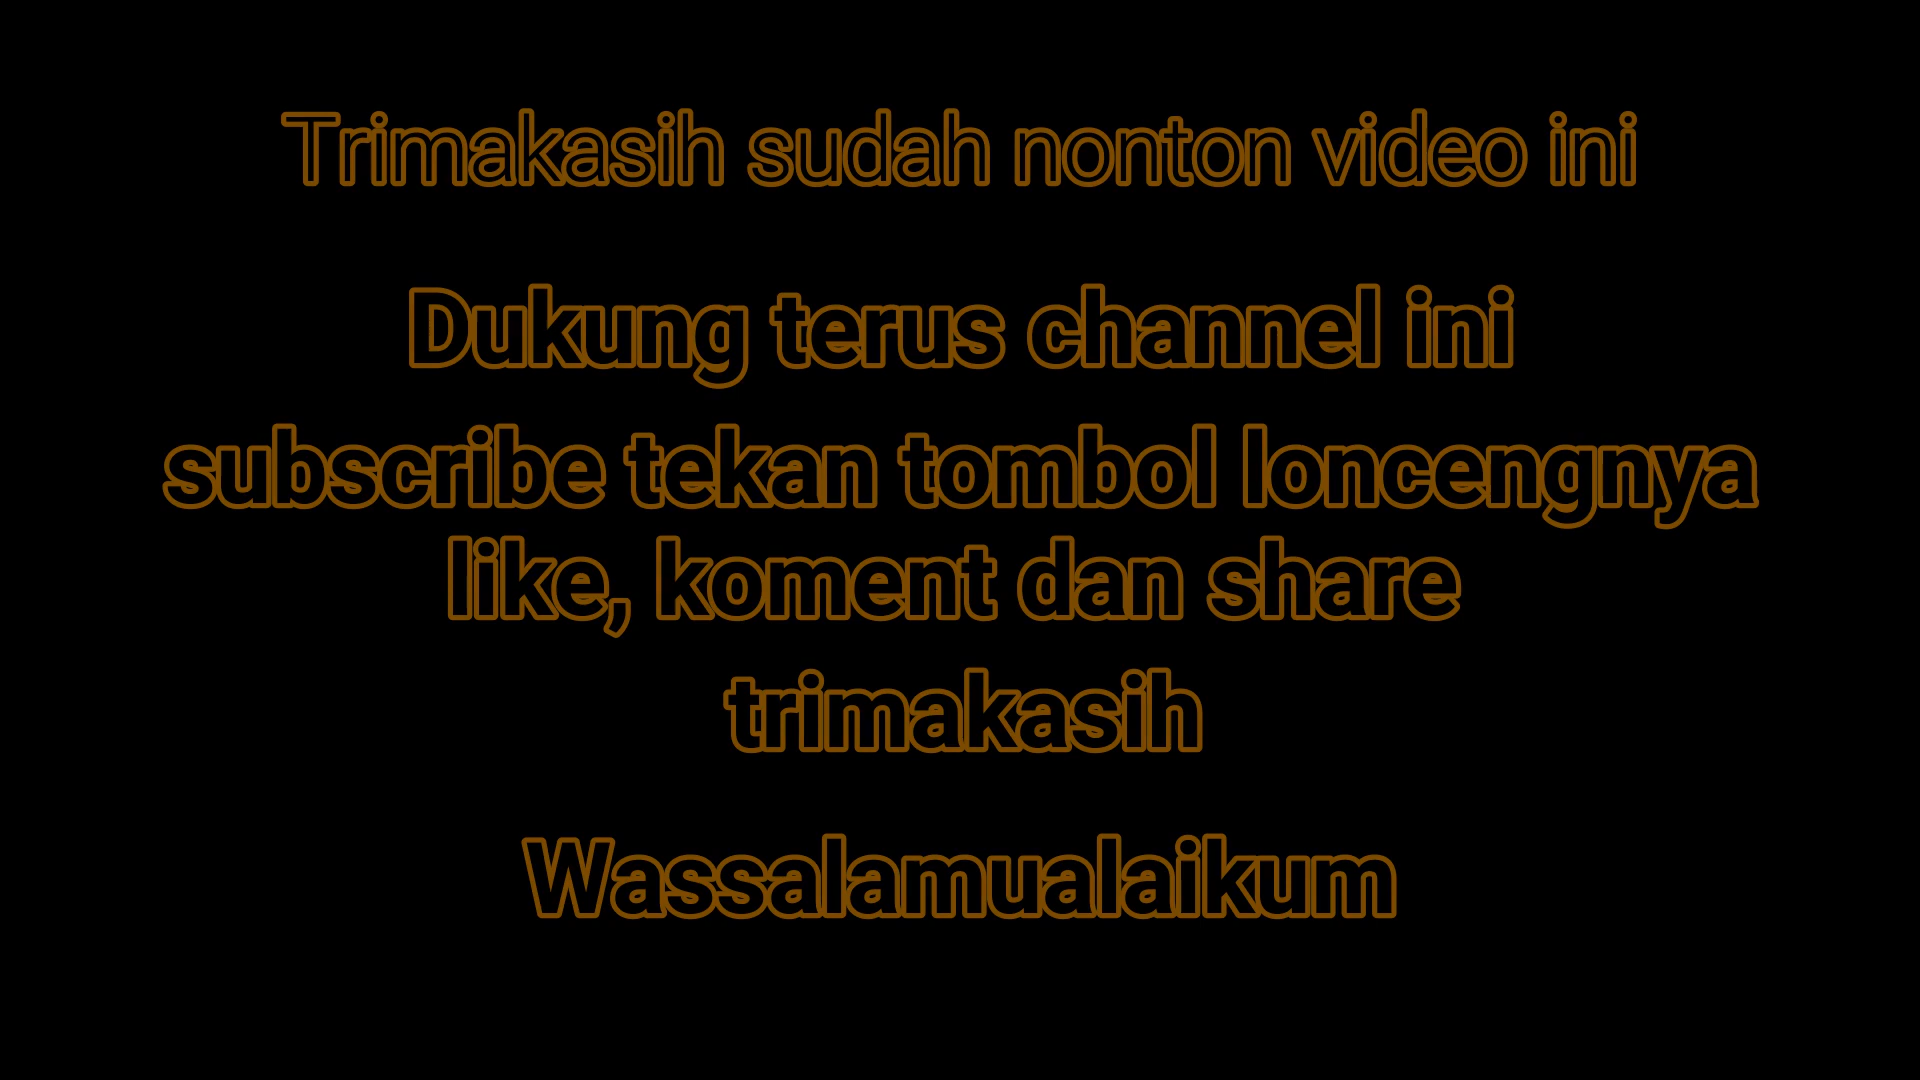 Trimakasih sudah nonton video ini
Dukung terus channel ini
subscribe tekan tombol loncengnya
like, koment dan share
trimakasih
Wassalamualaikum